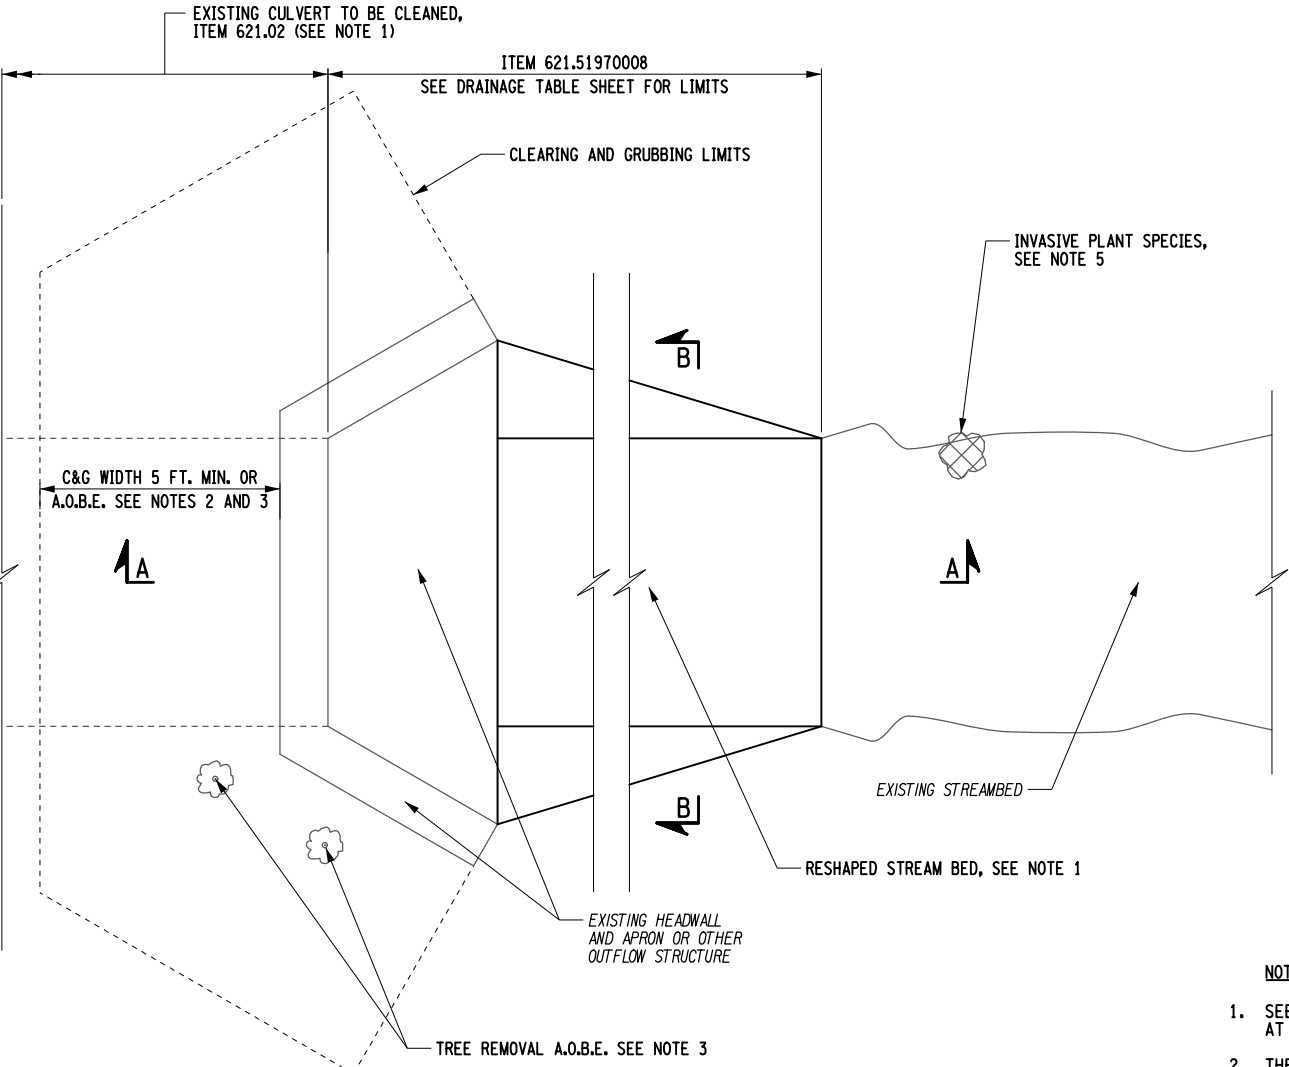 EXISTING CULVERT TO BE CLEANED,
ITEM 621.02 (SEE NOTE 1)
ITEM 621.51970008
SEE DRAINAGE TABLE SHEET FOR LIMITS
CLEARING AND GRUBBING LIMITS
INVASIVE PLANT SPECIES,
SEE NOTE 5
B
C&G WIDTH 5 FT. MIN. OR
A.O.B.E. SEE NOTES 2 AND 3
A
A
EXISTING STREAMBED
B
RESHAPED STREAM BED, SEE NOTE 1
EXISTING HEADWALL
AND APRON OR OTHER
OUTFLOW STRUCTURE
TREE REMOVAL A.O.B.E. SEE NOTE 3
1.
AT
2.